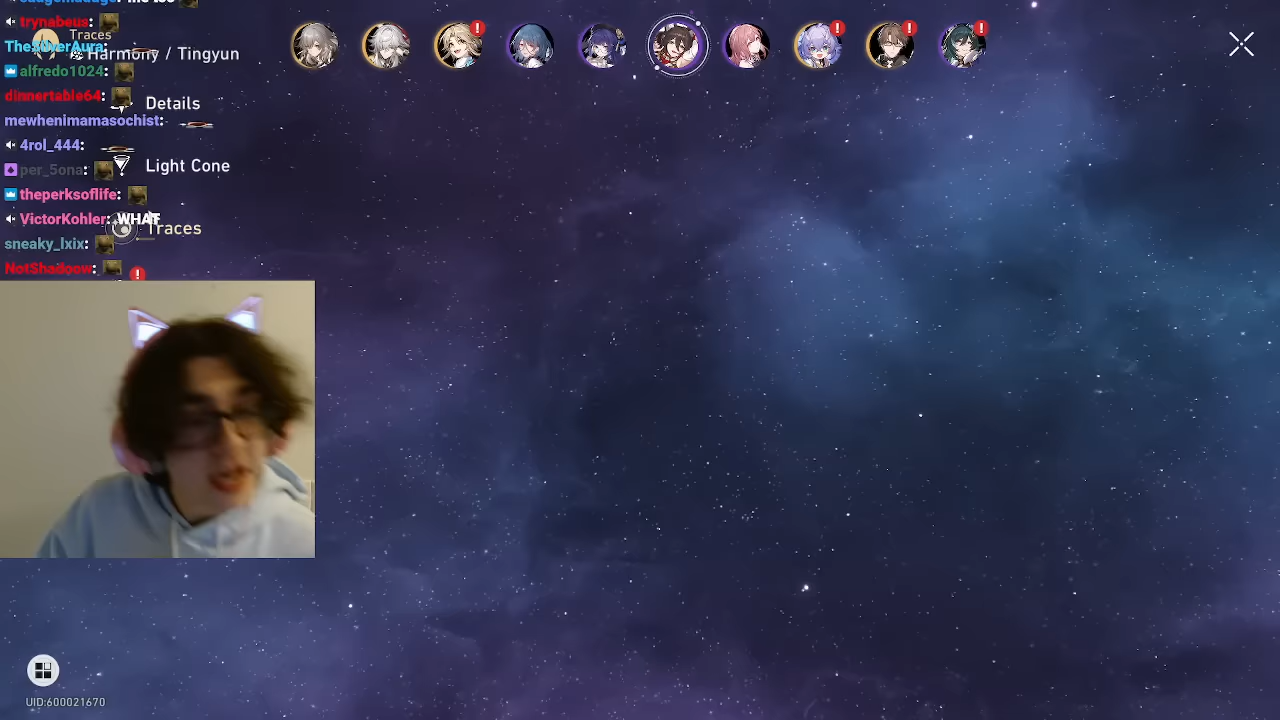 trynabeus:
Traces
TheSilverAura:
Harmony / Tingyun
alfredo1024:
dinnertable64:
Details
mewhenimamasochist:
4rol_444:
per_5ona:
Light Cone
theperksoflife:
VictorKohler: WHAT
Traces
sneaky_lxix:
NotShadoow:
UID:600021670